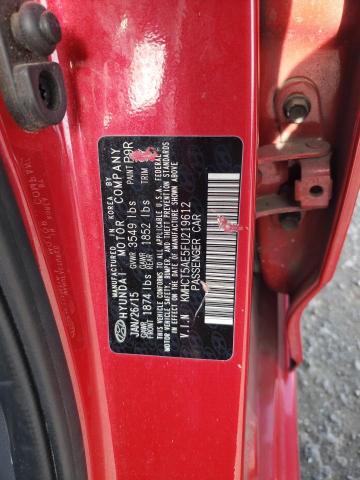 MANUFACTURED IN KOREA BY
HYUNDAI MOTOR COMPANY
JAN/26/15 GVWR 3549 lbs PAINT P9R
GAWR FRONT 1874 lbs GAWR REAR 1852 lbs TRIM
THIS VEHICLE CONFORMS TO ALL APPLICABLE U.S. FEDERAL
MOTOR VEHICLE SAFETY, BUMPER, AND THEFT PREVENTION
STANDARDS IN EFFECT ON THE DATE OF MANUFACTURE SHOWN ABOVE.
V.I.N KMHCT5AE5FU219612
PASSENGER CAR